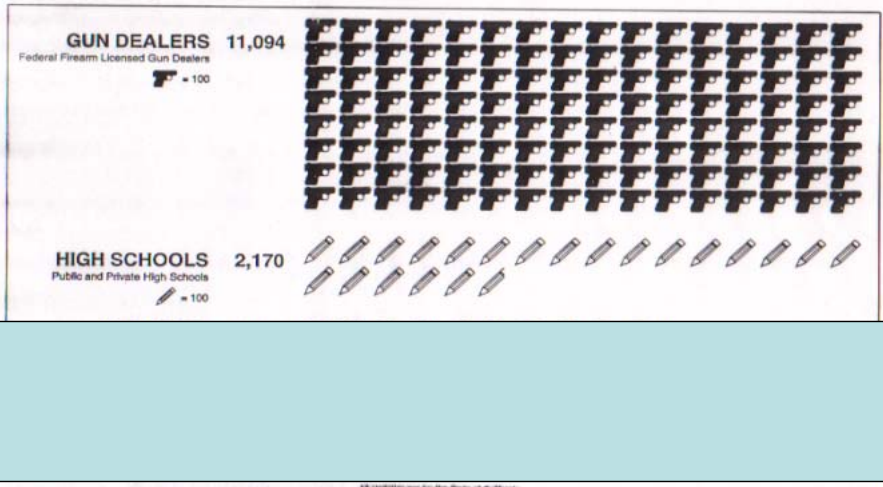 GUN DEALERS 11,094
Federal Firearm Licensed Gun Dealers
= 100
HIGH SCHOOLS 2,170
Public and Private High Schools
= 100